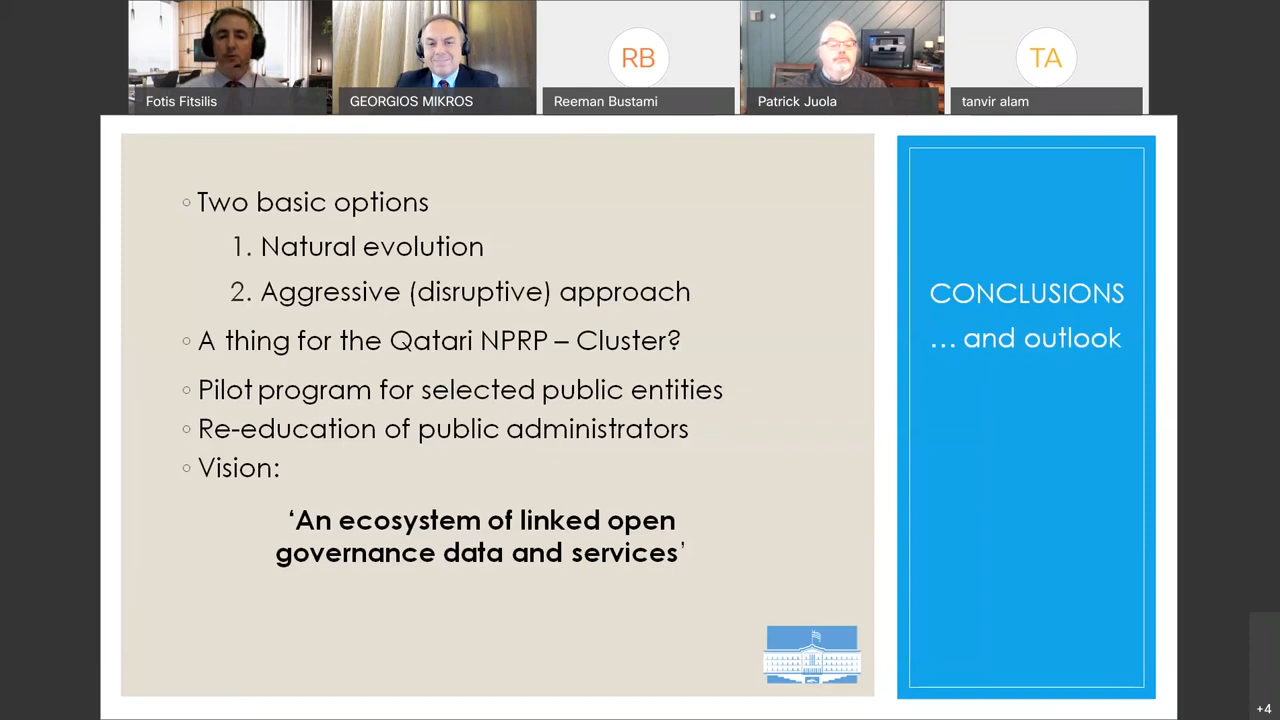 Fotis Fitsilis
GEORGIOS MIKROS
RB
Reeman Bustami
Patrick Juola
TA
tanvir alam
◦ Two basic options
1. Natural evolution
2. Aggressive (disruptive) approach
◦ A thing for the Qatari NPRP – Cluster?
◦ Pilot program for selected public entities
◦ Re-education of public administrators
◦ Vision:
‘An ecosystem of linked open
governance data and services’
CONCLUSIONS
… and outlook
+4